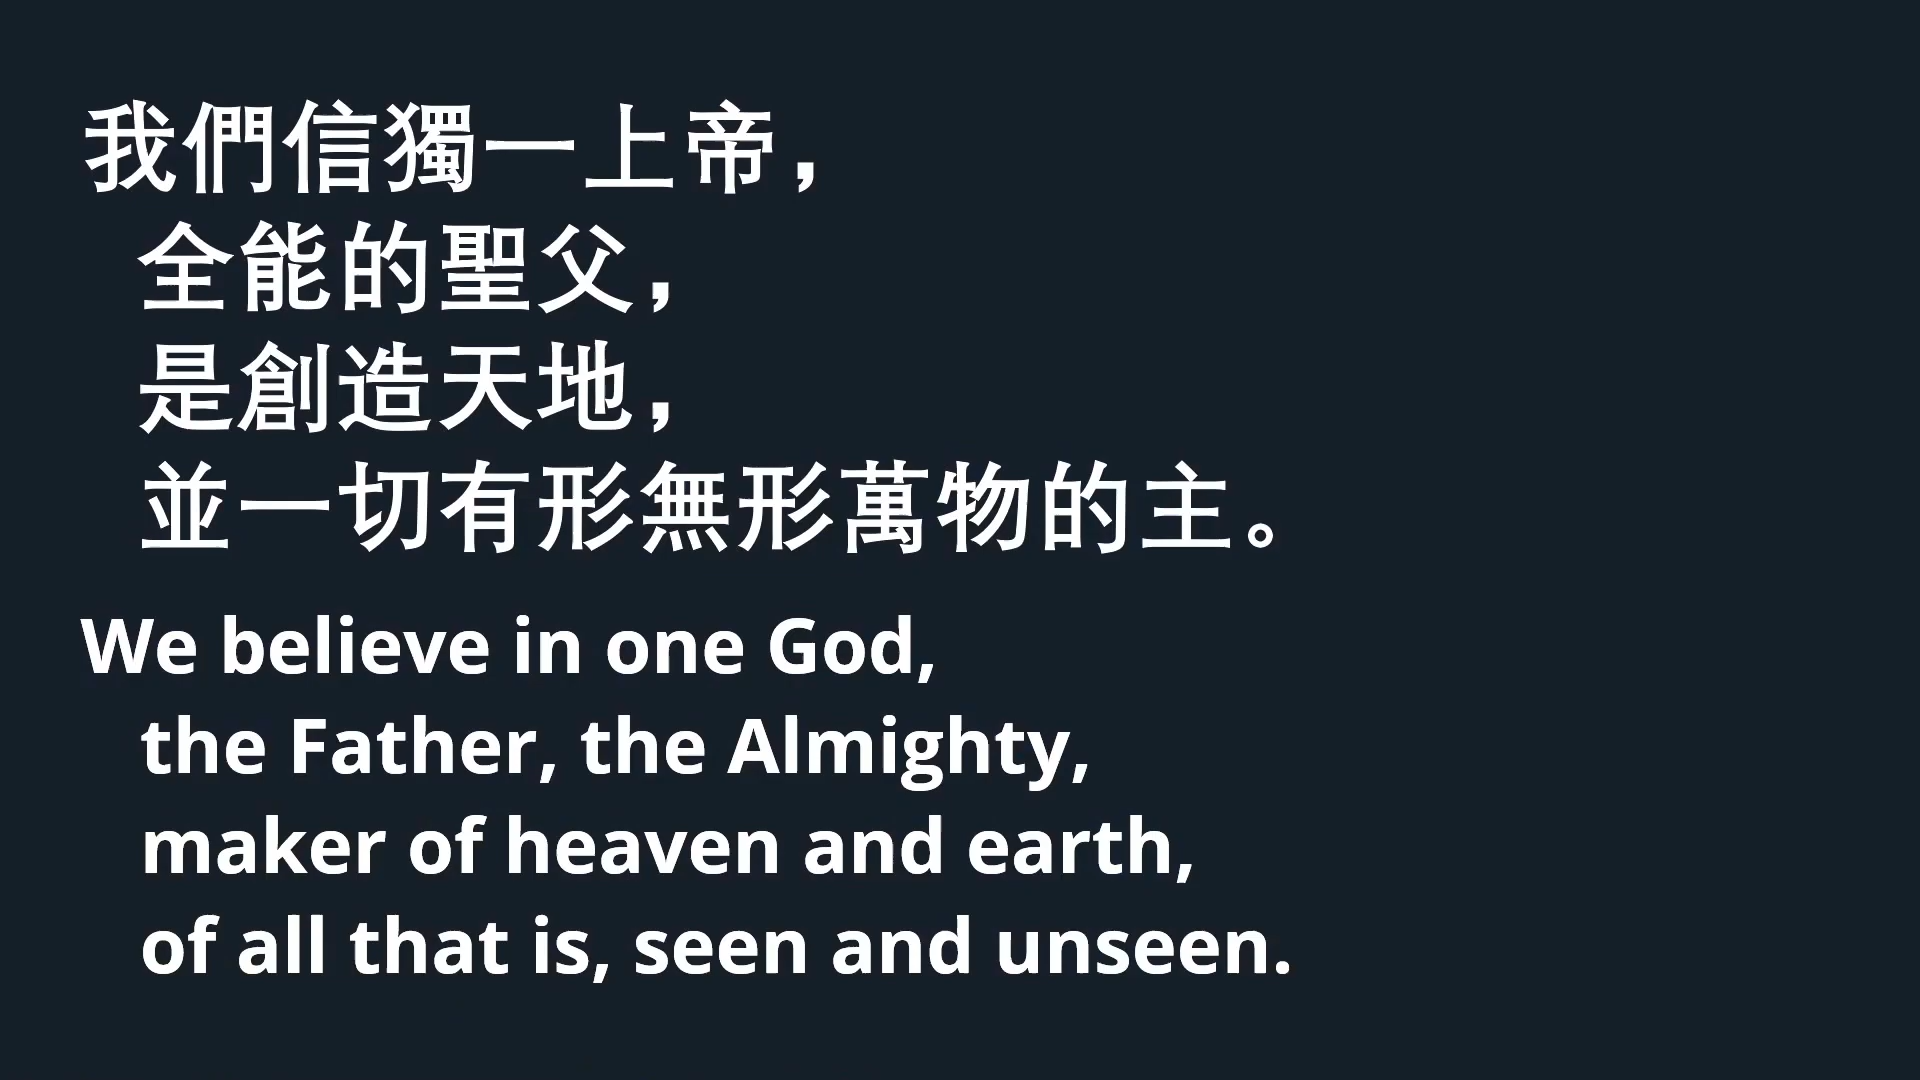 我們信獨一上帝，
全能的聖父，
是創造天地，
並一切有形無形萬物的主。
We believe in one God,
the Father, the Almighty,
maker of heaven and earth,
of all that is, seen and unseen.